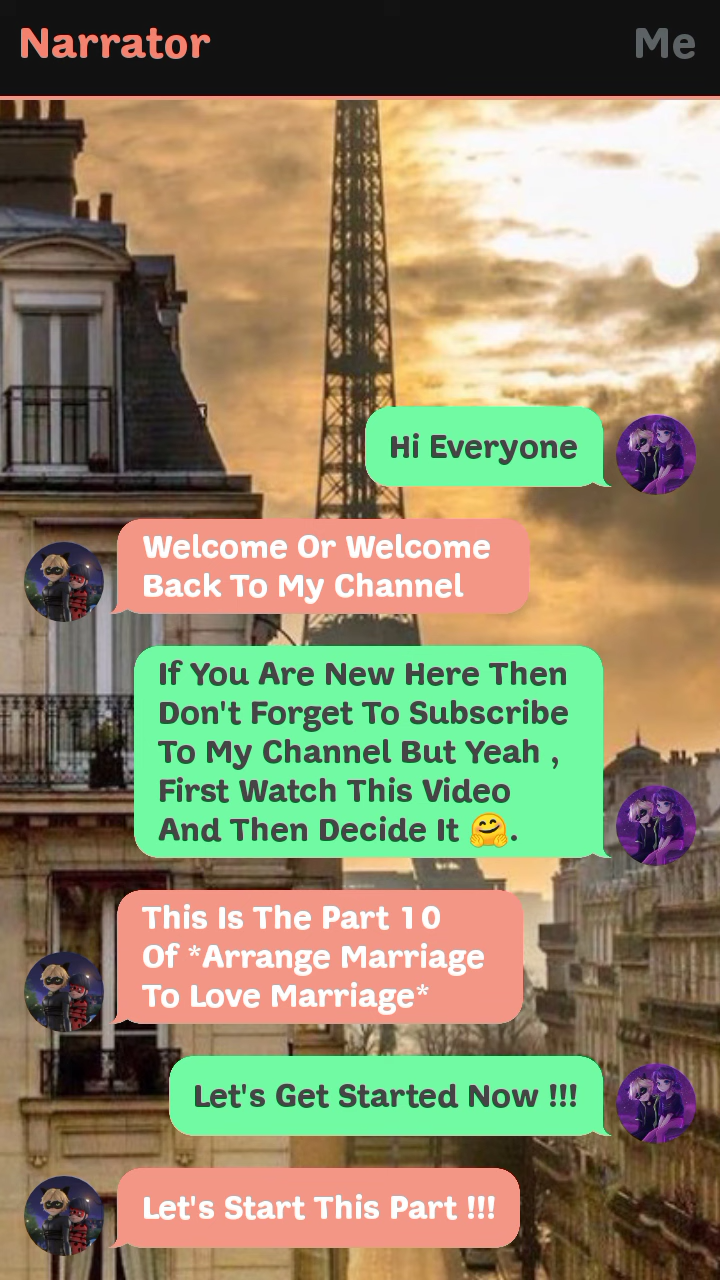 Narrator
Me
Hi Everyone
Welcome Or Welcome
Back To My Channel
If You Are New Here Then
Don't Forget To Subscribe
To My Channel But Yeah ,
First Watch This Video
And Then Decide It 🤗.
This Is The Part 10
Of *Arrange Marriage
To Love Marriage*
Let's Get Started Now !!!
Let's Start This Part !!!